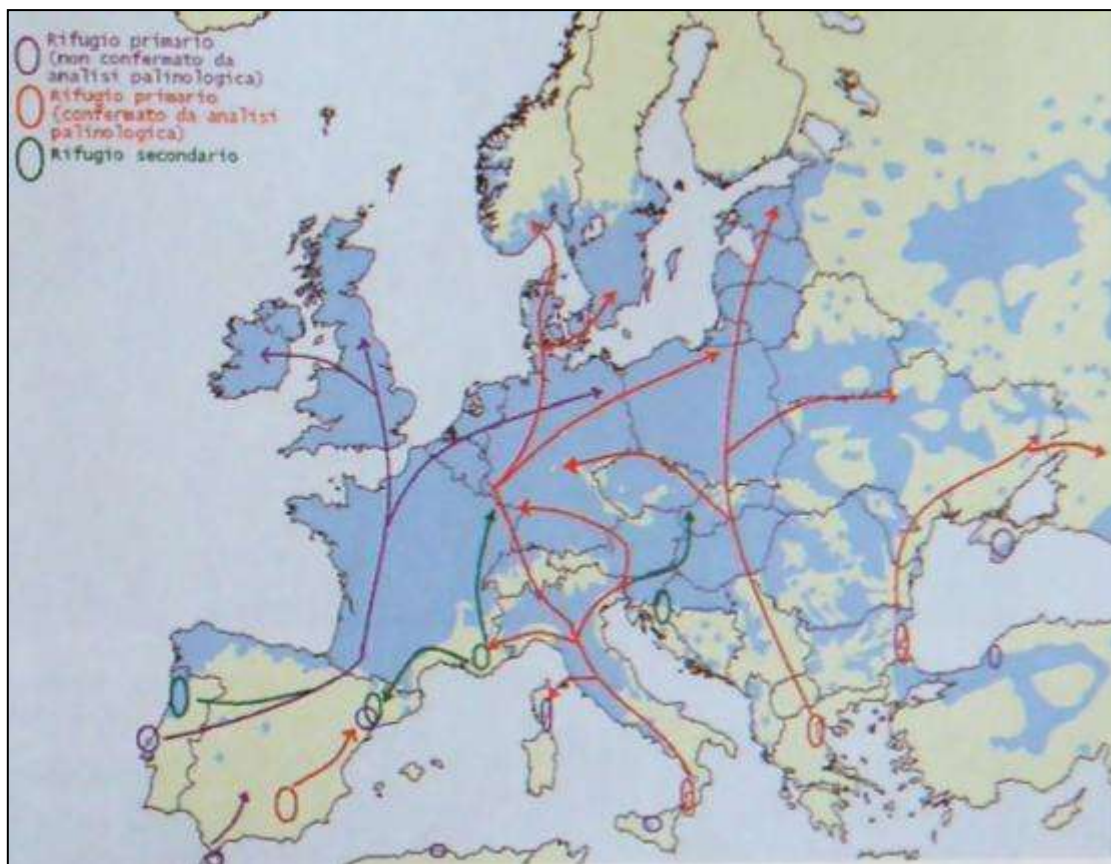 Rifugio primario
(non confermato da
analisi palinologica)
Rifugio primario
(confermato da analisi
palinologica)
Rifugio secondario